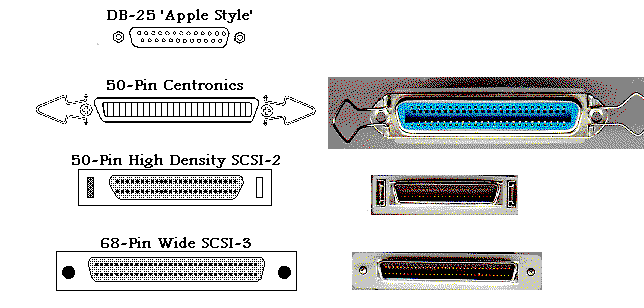 DB-25 'Apple Style'
50-Pin Centronics
50-Pin High Density SCSI-2
68-Pin Wide SCSI-3